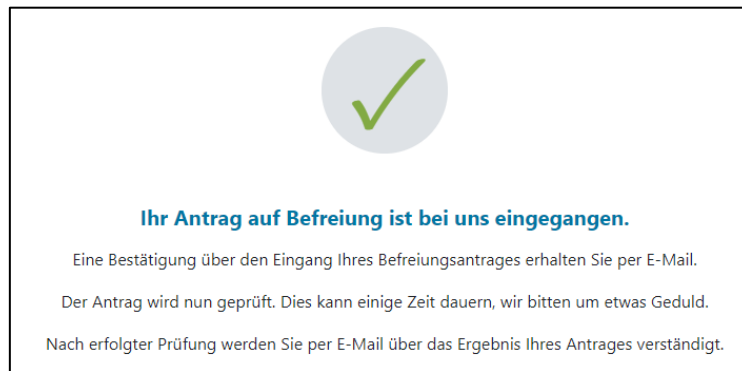 Ihr Antrag auf Befreiung ist bei uns eingegangen.
Eine Bestätigung über den Eingang Ihres Befreiungsantrages erhalten Sie per E-Mail.
Der Antrag wird nun geprüft. Dies kann einige Zeit dauern, wir bitten um etwas Geduld.
Nach erfolgter Prüfung werden Sie per E-Mail über das Ergebnis Ihres Antrages verständigt.